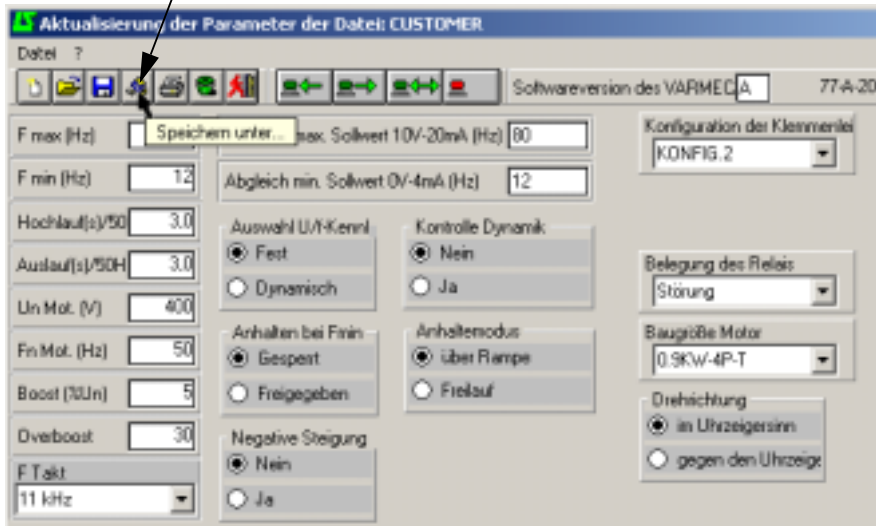 Aktualisierung der Parameter der Datei: CUSTOMER
Datei ?
Softwareversion des VARMECA A 77-A-20
Speichern unter...
F max (Hz)
max. Sollwert 10V-20mA (Hz) 80
Konfiguration der Klemmenlei
KONFIG.2
F min (Hz) 12
Abgleich min. Sollwert 0V-4mA (Hz) 12
Hochlauf(s)/50 3.0
Auslauf(s)/50H 3.0
Un Mot. (V) 400
Fn Mot. (Hz) 50
Boost (%Un) 5
Overboost 30
F Takt
11 kHz
Auswahl U/f-Kennl.
Fest
Dynamisch
Kontrolle Dynamik
Nein
Ja
Anhalten bei Fmin
Gesperrt
Freigegeben
Anhaltemodus
über Rampe
Freilauf
Negative Steigung
Nein
Ja
Belegung des Relais
Störung
Baugröße Motor
0.9KW-4P-T
Drehrichtung
im Uhrzeigersinn
gegen den Uhrzeige